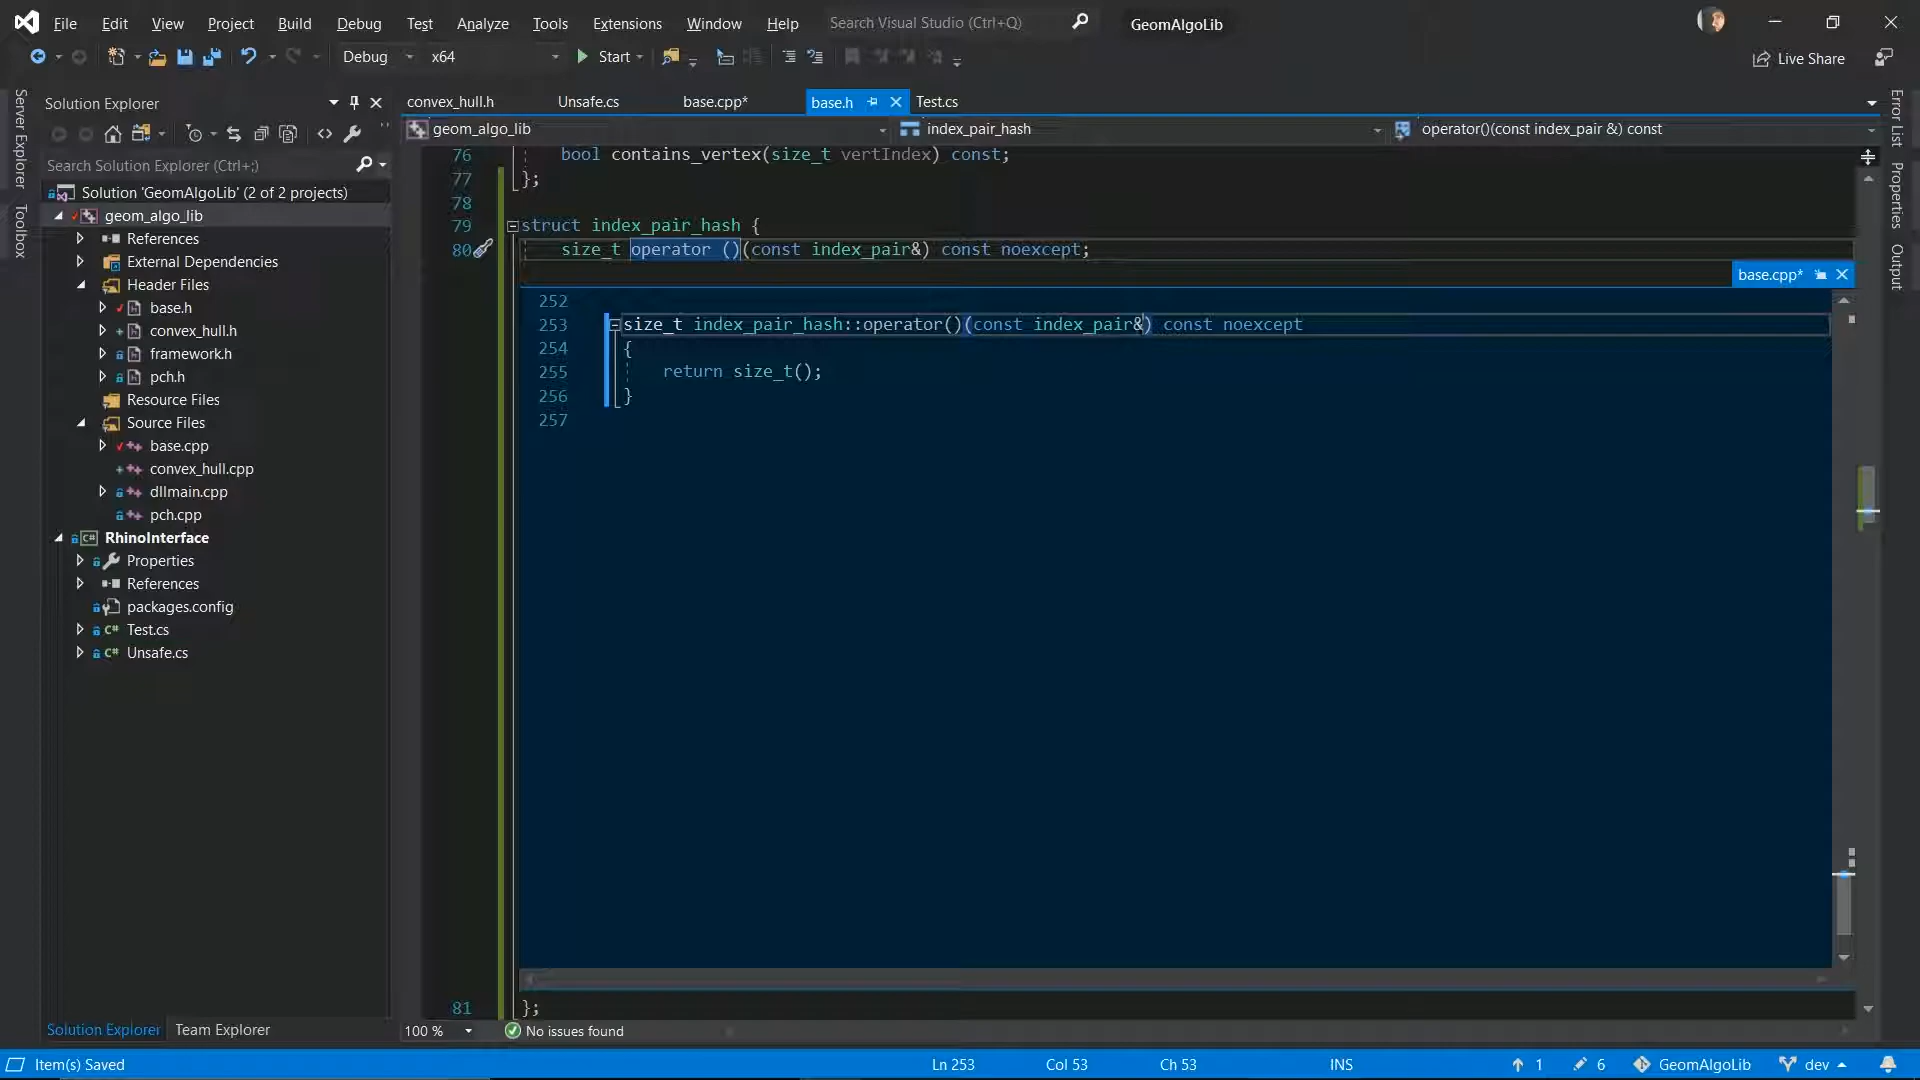 File Edit View Project Build Debug Test Analyze Tools Extensions Window Help Search Visual Studio (Ctrl+Q) GeomAlgoLib
Debug x64 Start Live Share
Server Explorer
Toolbox
Solution Explorer
Search Solution Explorer (Ctrl+;)
Solution 'GeomAlgoLib' (2 of 2 projects)
geom_algo_lib
References
External Dependencies
Header Files
base.h
convex_hull.h
framework.h
pch.h
Resource Files
Source Files
base.cpp
convex_hull.cpp
dllmain.cpp
pch.cpp
RhinoInterface
Properties
References
packages.config
Test.cs
Unsafe.cs
Solution Explorer Team Explorer
convex_hull.h Unsafe.cs base.cpp* base.h Test.cs
geom_algo_lib index_pair_hash operator()(const index_pair &) const
76 bool contains_vertex(size_t vertIndex) const;
77 };
78
79 struct index_pair_hash {
80 size_t operator ()(const index_pair&) const noexcept;
base.cpp*
252
253 size_t index_pair_hash::operator()(const index_pair&) const noexcept
254 {
255 return size_t();
256 }
257
81 };
100 % No issues found
Error List
Properties
Output
Item(s) Saved Ln 253 Col 53 Ch 53 INS 1 6 GeomAlgoLib dev